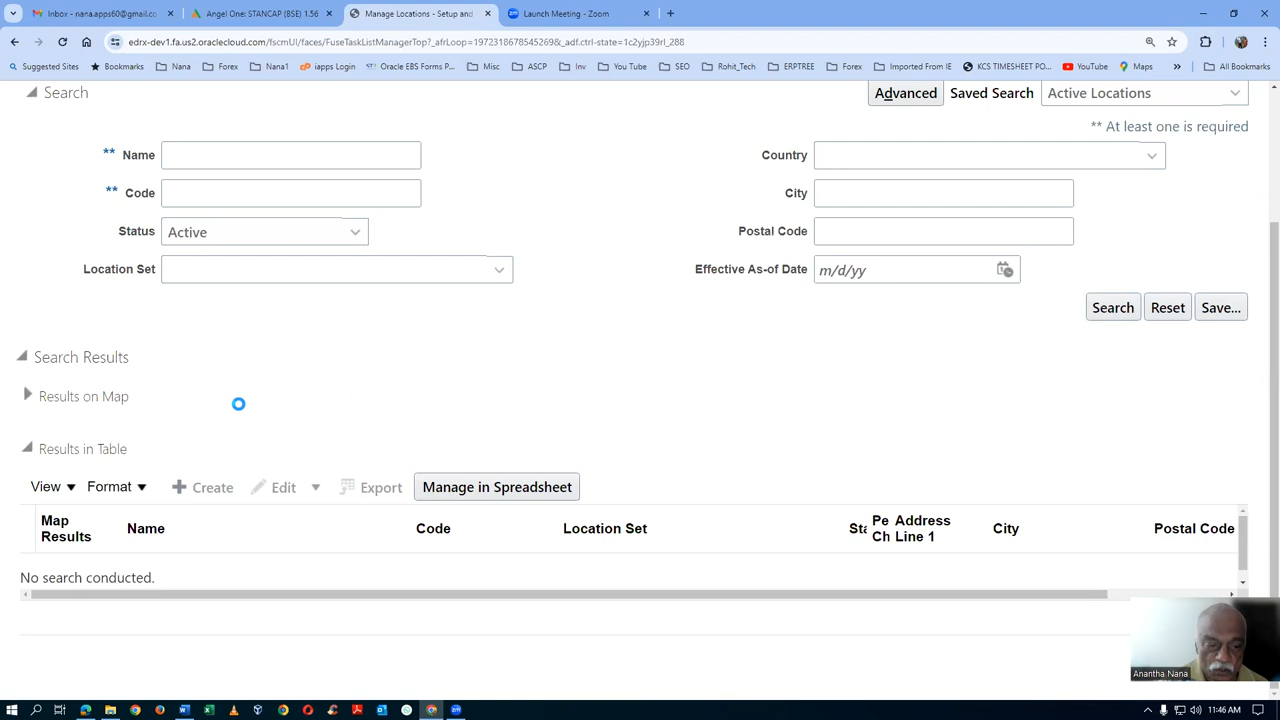 Inbox - nana.apps60@gmail.co
Angel One: STANCAP (BSE) 1.56
Manage Locations - Setup and
Launch Meeting - Zoom
edrx-dev1.fa.us2.oraclecloud.com/fscmUI/faces/FuseTaskListManagerTop?_afrLoop=19723186784545269&_adf.ctrl-state=1c2yjp39rl_288
Suggested Sites Bookmarks Nana Forex Nana1 iapps Login Oracle EBS Forms P... Misc ASCP Inv You Tube SEO Rohit_Tech ERPTREE Forex Imported From IE KCS TIMESHEET PO... YouTube Maps » All Bookmarks
Search Advanced Saved Search Active Locations
** At least one is required
** Name Country
** Code City
Status Active Postal Code
Location Set Effective As-of Date m/d/yy
Search Reset Save...
Search Results
Results on Map
Results in Table
View Format Create Edit Export Manage in Spreadsheet
Map Results Name Code Location Set Sta Pe Ch Address Line 1 City Postal Code
No search conducted.
Anantha Nana
11:46 AM